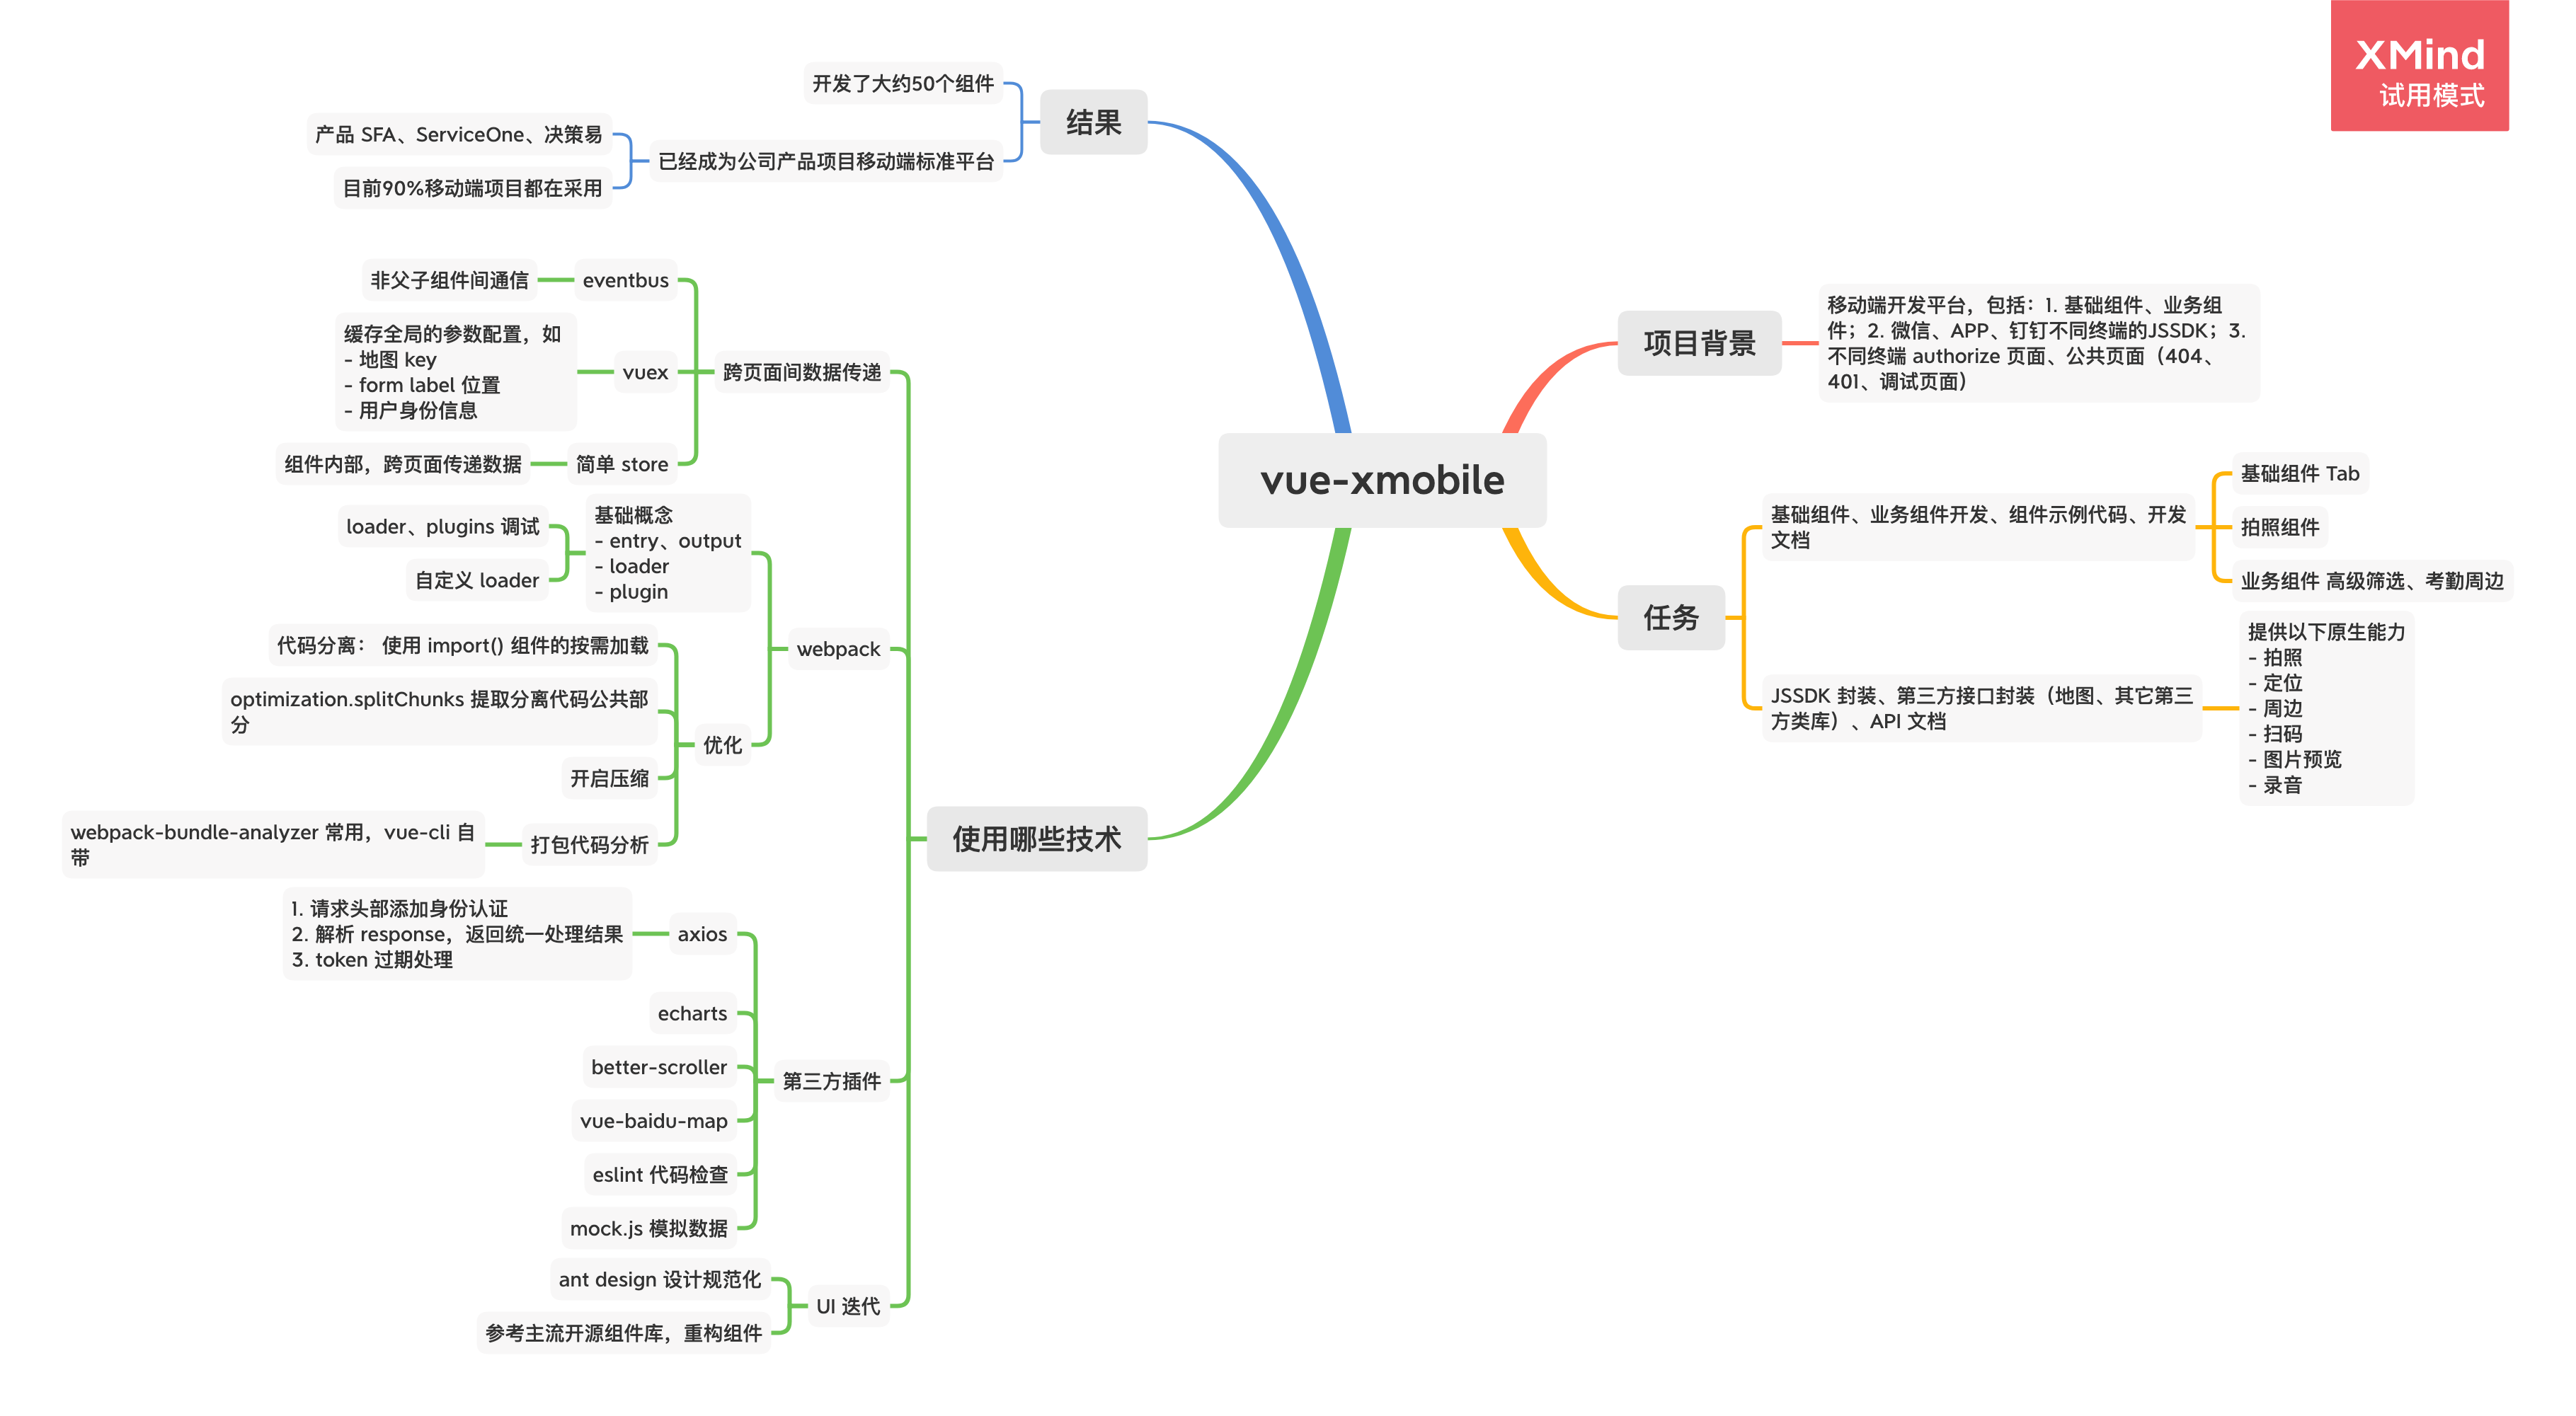 XMind
试用模式
vue-xmobile
项目背景
移动端开发平台，包括：1. 基础组件、业务组
件；2. 微信、APP、钉钉不同终端的JSSDK；3.
不同终端 authorize 页面、公共页面（404、
401、调试页面）
任务
基础组件、业务组件开发、组件示例代码、开发
文档
基础组件 Tab
拍照组件
业务组件 高级筛选、考勤周边
JSSDK 封装、第三方接口封装（地图、其它第三
方类库）、API 文档
提供以下原生能力
- 拍照
- 定位
- 周边
- 扫码
- 图片预览
- 录音
使用哪些技术
跨页面间数据传递
eventbus
非父子组件间通信
vuex
缓存全局的参数配置，如
- 地图 key
- form label 位置
- 用户身份信息
简单 store
组件内部，跨页面传递数据
webpack
基础概念
- entry、output
- loader
- plugin
loader、plugins 调试
自定义 loader
优化
代码分离： 使用 import() 组件的按需加载
optimization.splitChunks 提取分离代码公共部
分
开启压缩
打包代码分析
webpack-bundle-analyzer 常用，vue-cli 自
带
第三方插件
axios
1. 请求头部添加身份认证
2. 解析 response，返回统一处理结果
3. token 过期处理
echarts
better-scroller
vue-baidu-map
eslint 代码检查
mock.js 模拟数据
UI 迭代
ant design 设计规范化
参考主流开源组件库，重构组件
结果
开发了大约50个组件
已经成为公司产品项目移动端标准平台
产品 SFA、ServiceOne、决策易
目前90%移动端项目都在采用